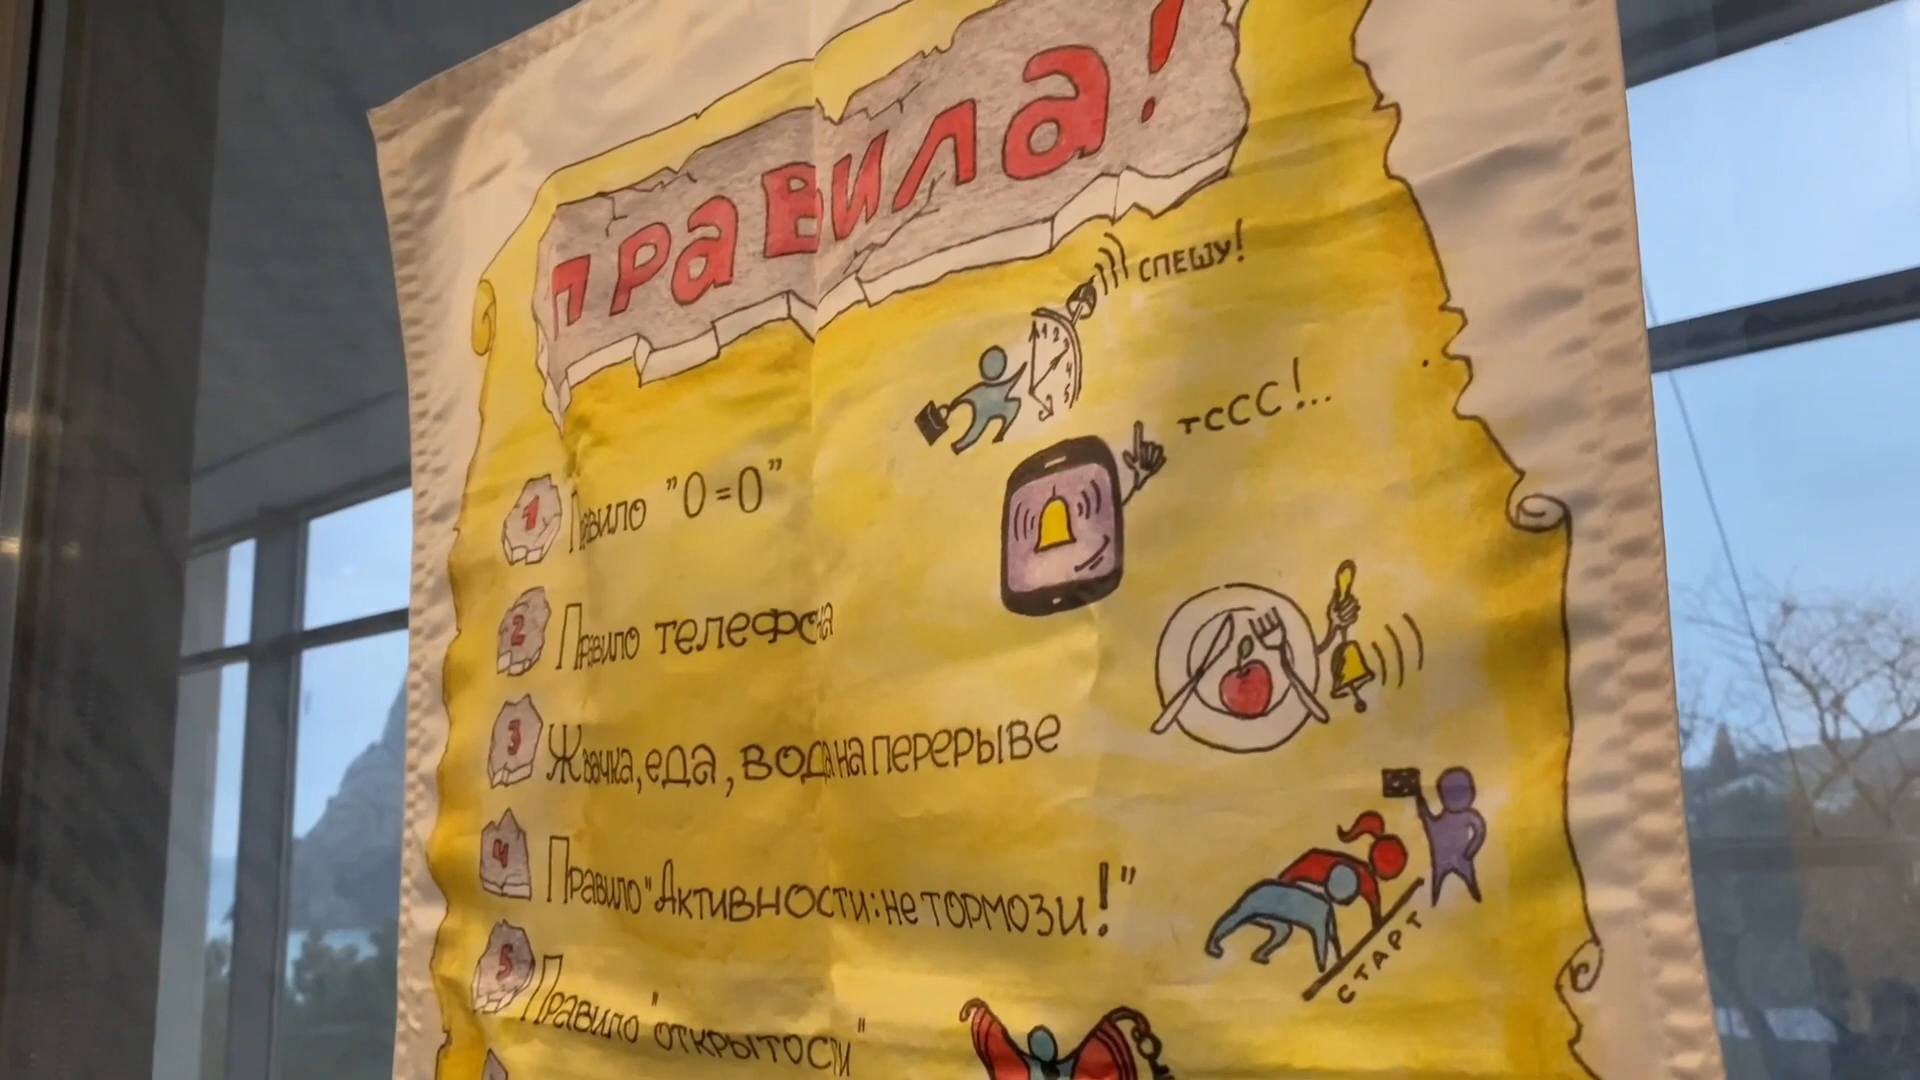 ПРаВИла!
СПЕШУ!
1 Правило "0=0"
ТССС!..
2 Правило телефона
3 Жвачка, еда, вода на перерыве
4 Правило "Активности: не тормози!"
СТАРТ
5 Правило "открытости"